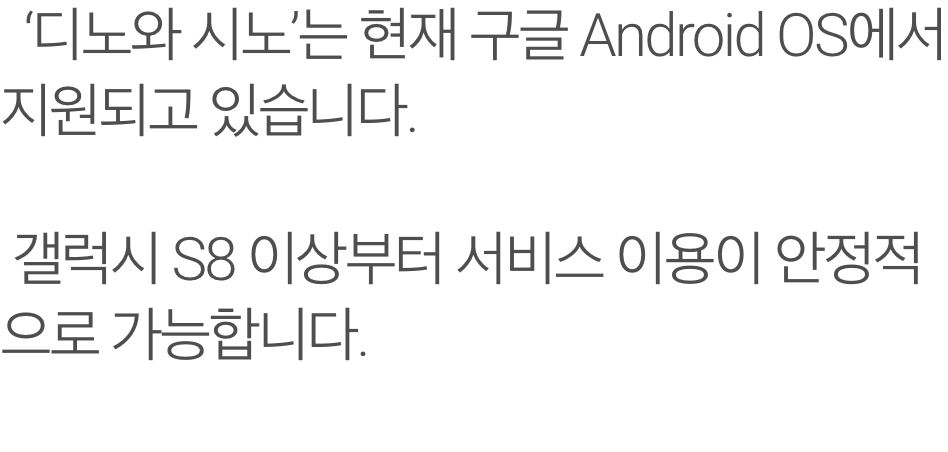 ‘디노와 시노’는 현재 구글 Android OS에서
지원되고 있습니다.
갤럭시 S8 이상부터 서비스 이용이 안정적
으로 가능합니다.